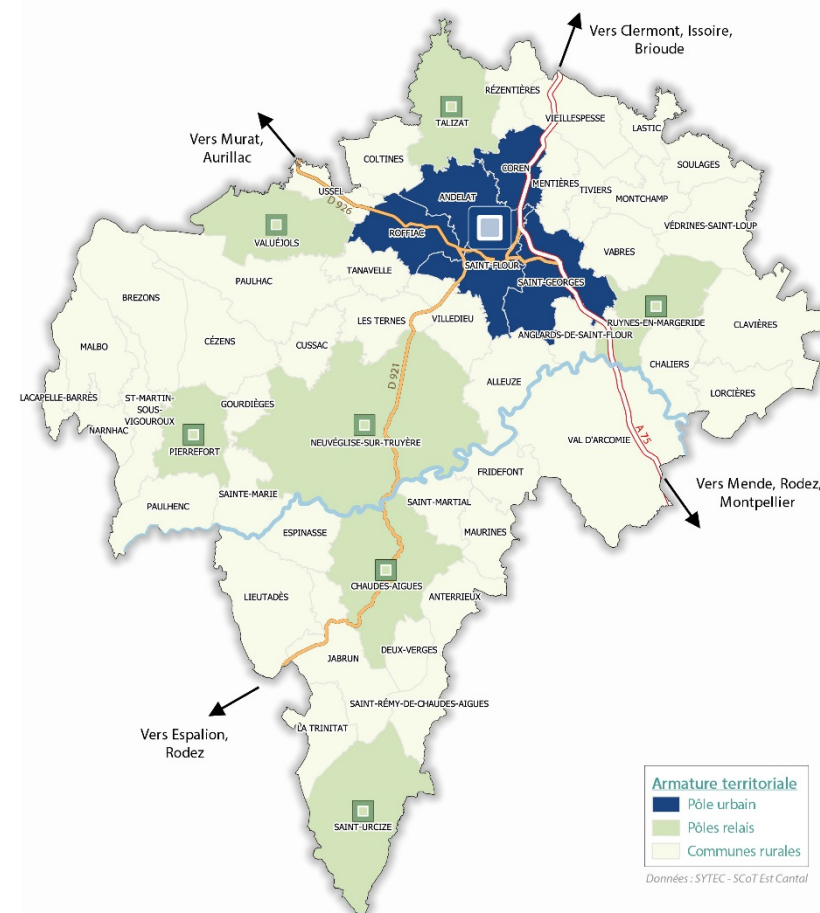 Vers Clermont, Issoire,
Brioude
RÉZENTIÈRES
TALIZAT
VIEILLESPESSE
LASTIC
Vers Murat,
Aurillac
COLTINES
COREN
SOULAGES
MENTIÈRES
TIVIERS
USSEL
D 926
ANDELAT
MONTCHAMP
VÉDRINES-SAINT-LOUP
ROFFIAC
VALUÉJOLS
VABRES
SAINT-FLOUR
TANAVELLE
PAULHAC
SAINT-GEORGES
BREZONS
LES TERNES
VILLEDIEU
RUYNES-EN-MARGERIDE
CLAVIÈRES
ANGLARDS-DE-SAINT-FLOUR
CÉZENS
CUSSAC
MALBO
CHALIERS
D 921
ALLEUZE
LORCIÈRES
LACAPELLE-BARRÈS
ST-MARTIN-
SOUS-
VIGOUROUX
GOURDIÈGES
NARNHAC
NEUVÉGLISE-SUR-TRUYÈRE
VAL D'ARCOMIE
A 75
PIERREFORT
FRIDEFONT
Vers Mende, Rodez,
Montpellier
SAINTE-MARIE
PAULHENC
SAINT-MARTIAL
ESPINASSE
MAURINES
CHAUDES-AIGUES
LIEUTADÈS
ANTERRIEUX
DEUX-VERGES
JABRUN
SAINT-RÉMY-DE-CHAUDES-AIGUES
LA TRINITAT
Vers Espalion,
Rodez
SAINT-URCIZE
Armature territoriale
Pôle urbain
Pôles relais
Communes rurales
Données : SYTEC - SCoT Est Cantal